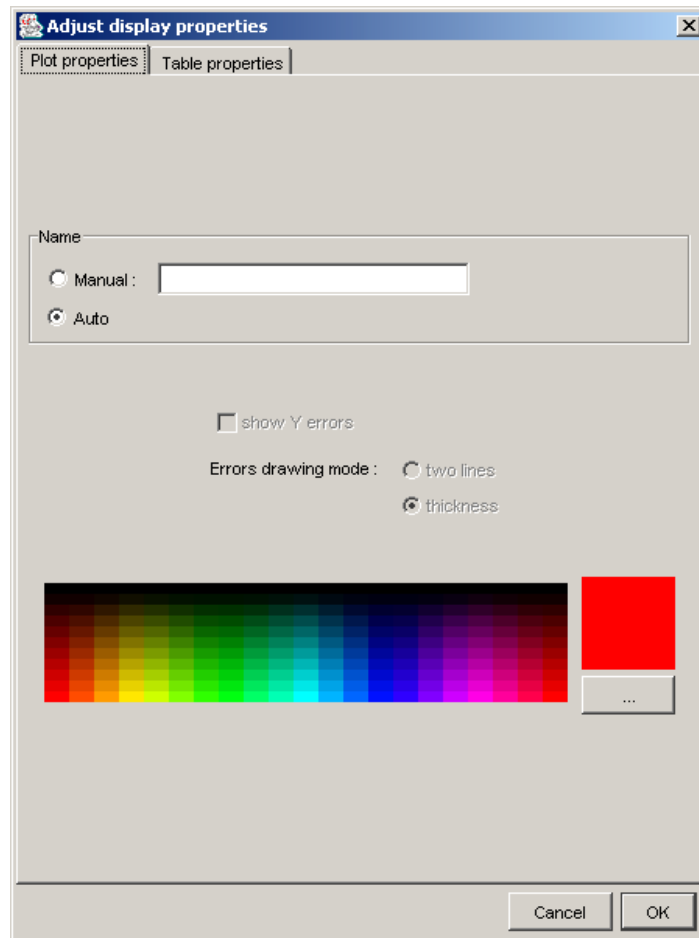 Adjust display properties
Plot properties Table properties
Name
Manual :
Auto
show Y errors
Errors drawing mode : two lines
thickness
...
Cancel OK